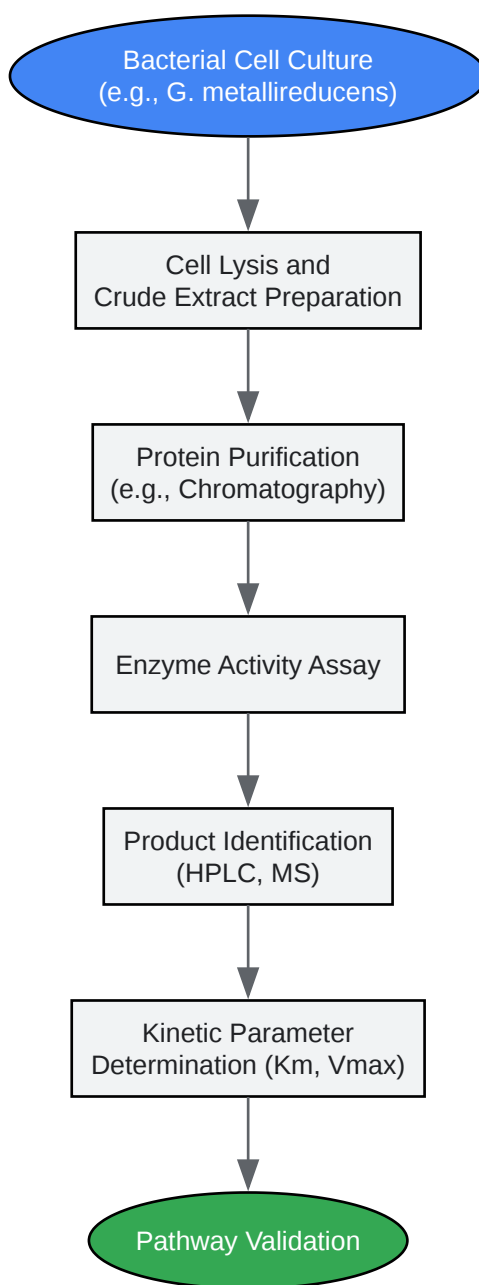 Bacterial Cell Culture
(e.g., G. metallireducens)
Cell Lysis and
Crude Extract Preparation
Protein Purification
(e.g., Chromatography)
Enzyme Activity Assay
Product Identification
(HPLC, MS)
Kinetic Parameter
Determination (Km, Vmax)
Pathway Validation